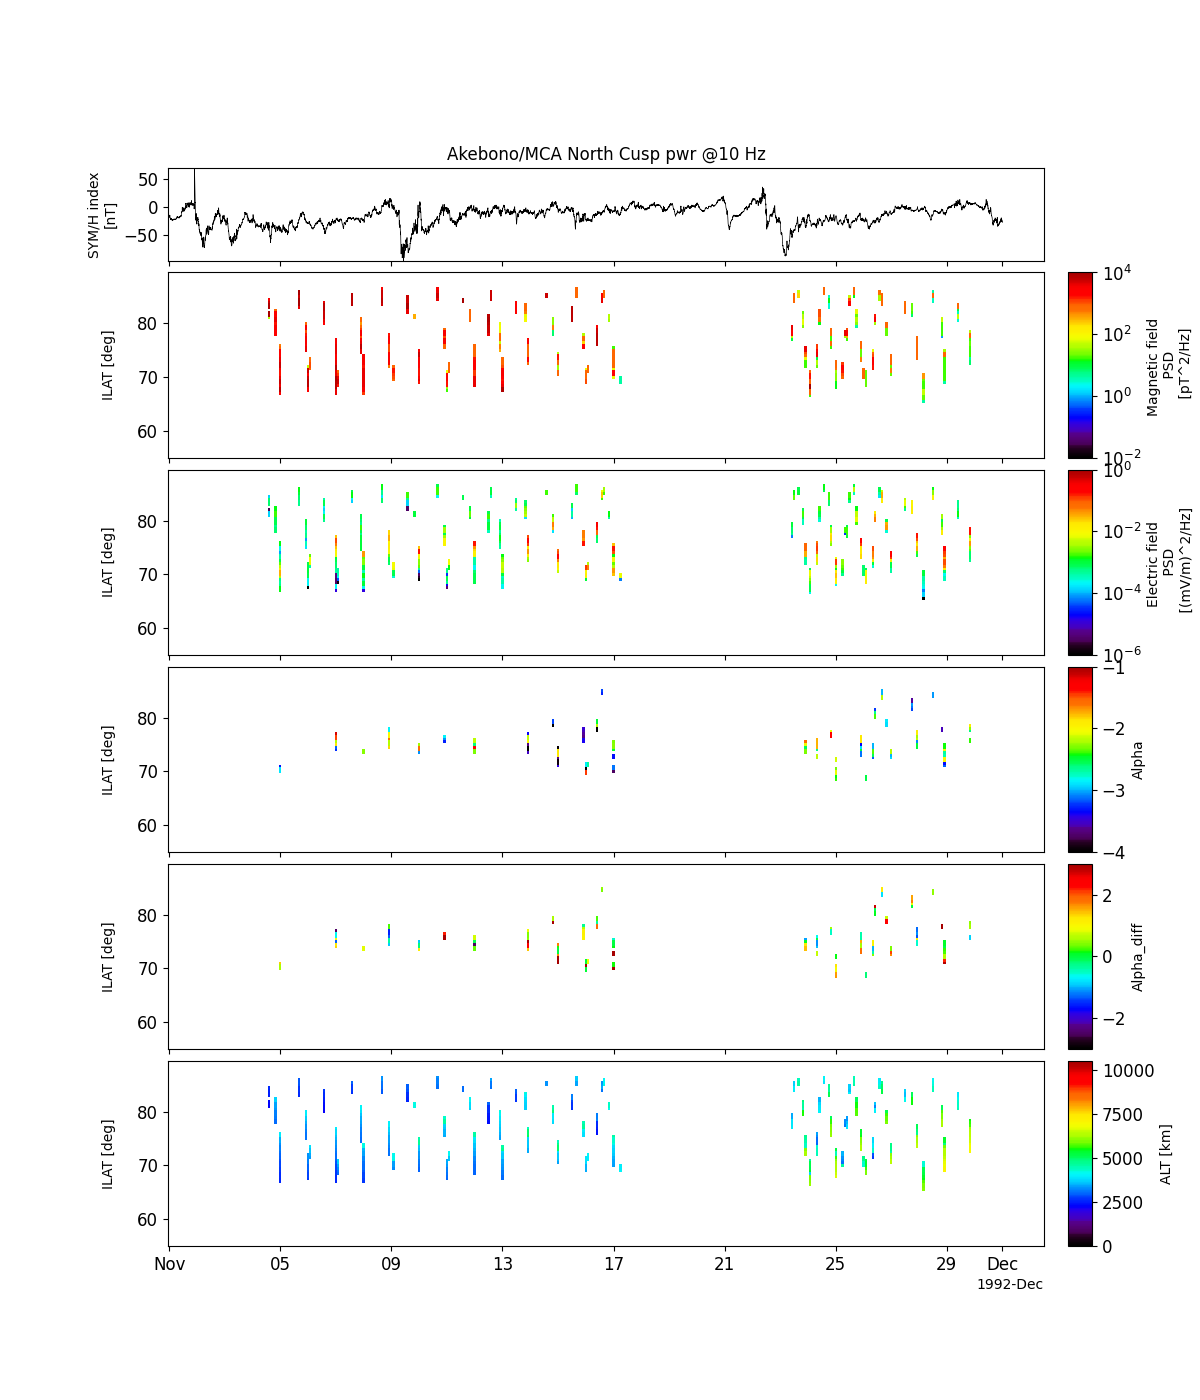 Akebono/MCA North Cusp pwr @10 Hz
SYM/H index
[nT]
50
0
−50
ILAT [deg]
80
70
60
10^4
10^2
10^0
10^−2
Magnetic field
PSD
[pT^2/Hz]
ILAT [deg]
80
70
60
10^0
10^−2
10^−4
10^−6
Electric field
PSD
[(mV/m)^2/Hz]
ILAT [deg]
80
70
60
−1
−2
−3
−4
Alpha
ILAT [deg]
80
70
60
2
0
−2
Alpha_diff
ILAT [deg]
80
70
60
10000
7500
5000
2500
0
ALT [km]
Nov 05 09 13 17 21 25 29 Dec
1992-Dec